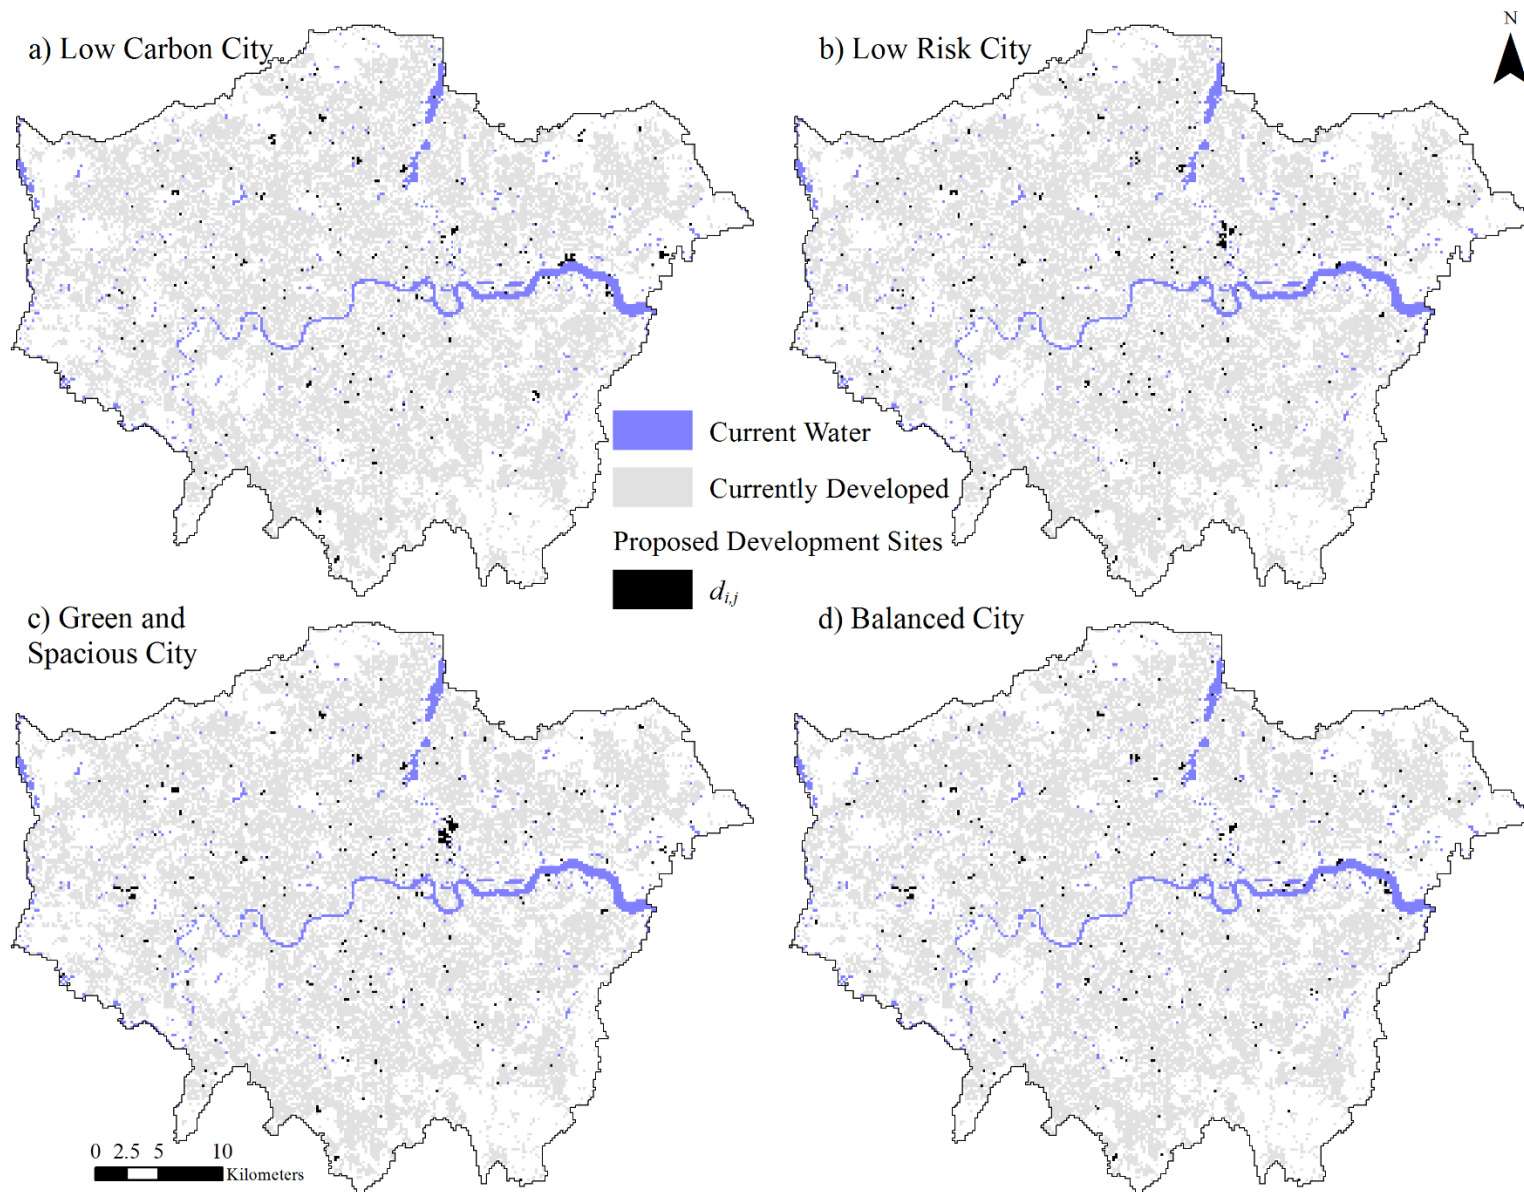 a) Low Carbon City
b) Low Risk City
N
Current Water
Currently Developed
Proposed Development Sites
di,j
c) Green and
Spacious City
d) Balanced City
0 2.5 5 10
Kilometers